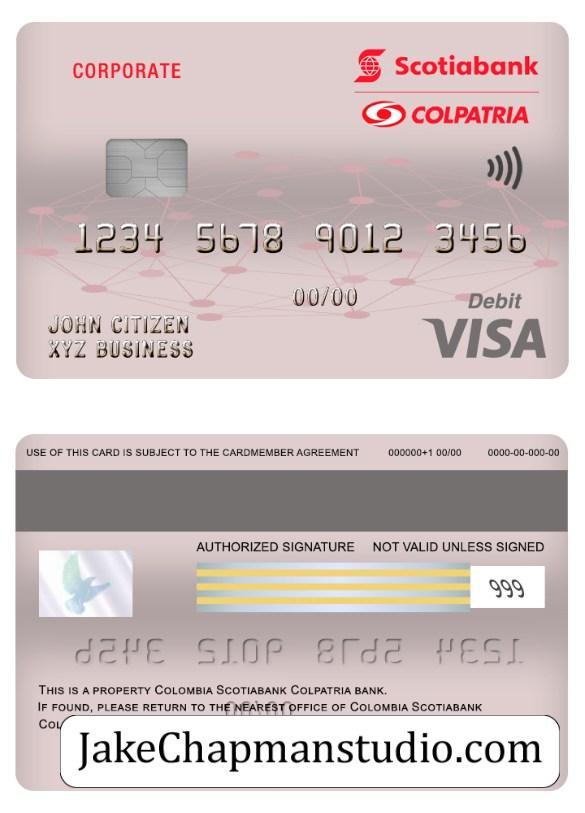 CORPORATE
Scotiabank
COLPATRIA
1234 5678 9012 3456
00/00
JOHN CITIZEN
XYZ BUSINESS
Debit
VISA
USE OF THIS CARD IS SUBJECT TO THE CARDMEMBER AGREEMENT 000000+1 00/00 0000-00-000-00
AUTHORIZED SIGNATURE NOT VALID UNLESS SIGNED
999
THIS IS A PROPERTY COLOMBIA SCOTIABANK COLPATRIA BANK.
IF FOUND, PLEASE RETURN TO THE NEAREST OFFICE OF COLOMBIA SCOTIABANK
JakeChapmanstudio.com